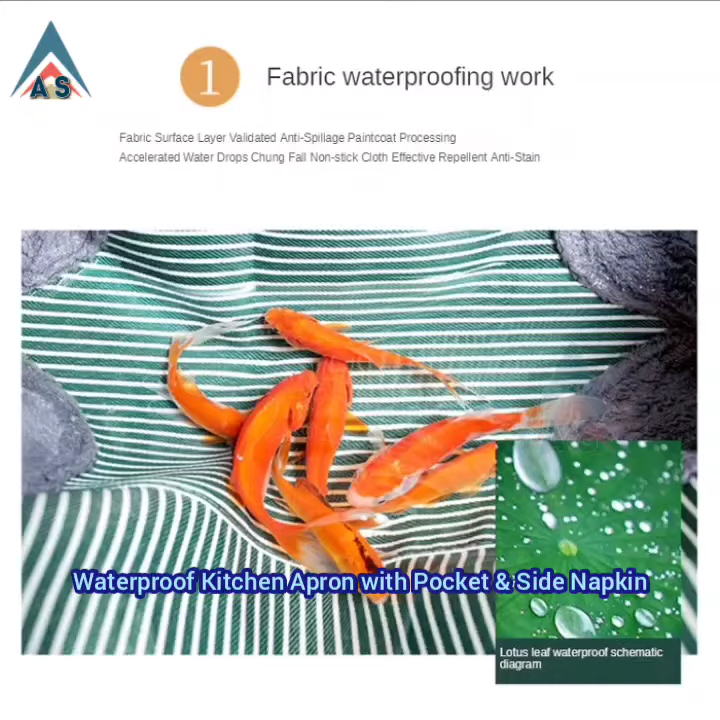 AS
1
Fabric waterproofing work
Fabric Surface Layer Validated Anti-Spillage Paintcoat Processing
Accelerated Water Drops Chung Fall Non-stick Cloth Effective Repellent Anti-Stain
Waterproof Kitchen Apron with Pocket & Side Napkin
Lotus leaf waterproof schematic
diagram